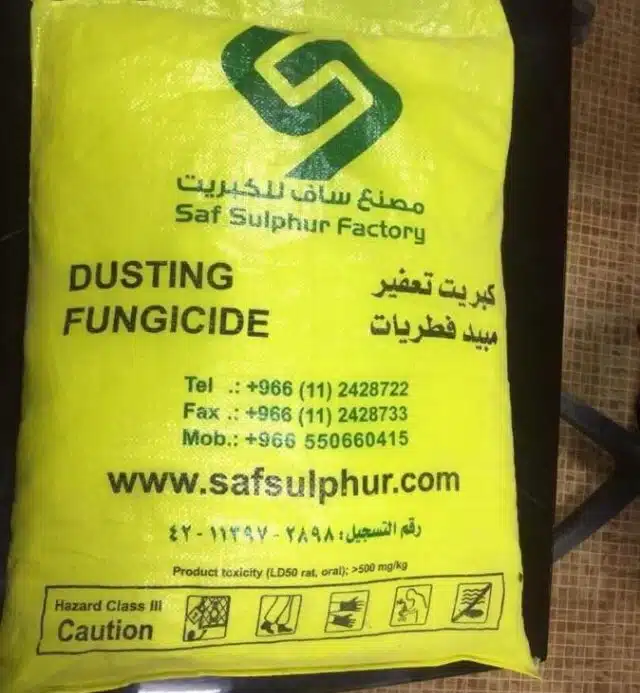 مصنع ساف للكبريت
Saf Sulphur Factory
DUSTING
FUNGICIDE
كبريت تعفير
مبيد فطريات
Tel .: +966 (11) 2428722
Fax .: +966 (11) 2428733
Mob.: +966 550660415
www.safsulphur.com
رقم التسجيل: ٢٨٩٨ - ١١٣٩٧ - ٤٢
Product toxicity (LD50 rat, oral); >500 mg/kg
Hazard Class III
Caution